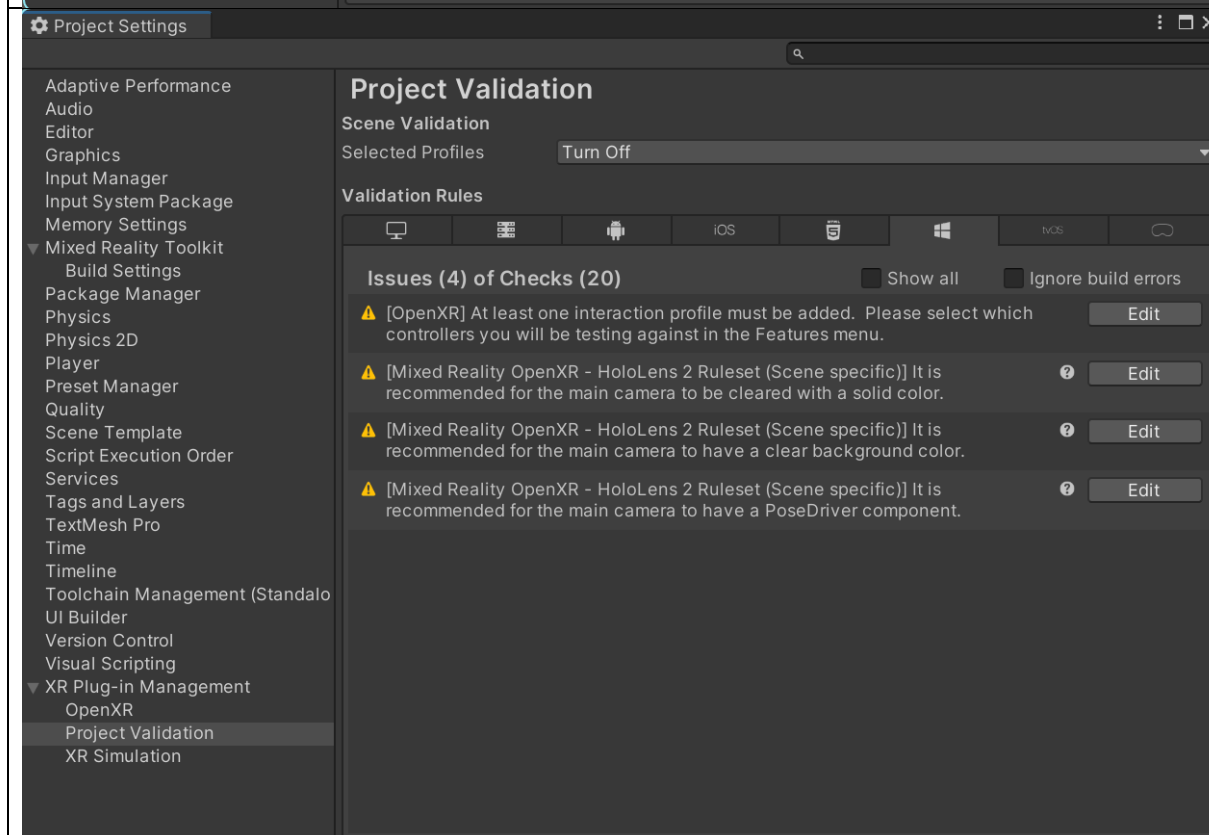 Project Settings
Adaptive Performance
Audio
Editor
Graphics
Input Manager
Input System Package
Memory Settings
Mixed Reality Toolkit
Build Settings
Package Manager
Physics
Physics 2D
Player
Preset Manager
Quality
Scene Template
Script Execution Order
Services
Tags and Layers
TextMesh Pro
Time
Timeline
Toolchain Management (Standalo
UI Builder
Version Control
Visual Scripting
XR Plug-in Management
OpenXR
Project Validation
XR Simulation
Project Validation
Scene Validation
Selected Profiles Turn Off
Validation Rules
iOS 5 tvOS
Issues (4) of Checks (20) Show all Ignore build errors
[OpenXR] At least one interaction profile must be added.  Please select which
controllers you will be testing against in the Features menu.
Edit
[Mixed Reality OpenXR - HoloLens 2 Ruleset (Scene specific)] It is
recommended for the main camera to be cleared with a solid color.
? Edit
[Mixed Reality OpenXR - HoloLens 2 Ruleset (Scene specific)] It is
recommended for the main camera to have a clear background color.
? Edit
[Mixed Reality OpenXR - HoloLens 2 Ruleset (Scene specific)] It is
recommended for the main camera to have a PoseDriver component.
? Edit